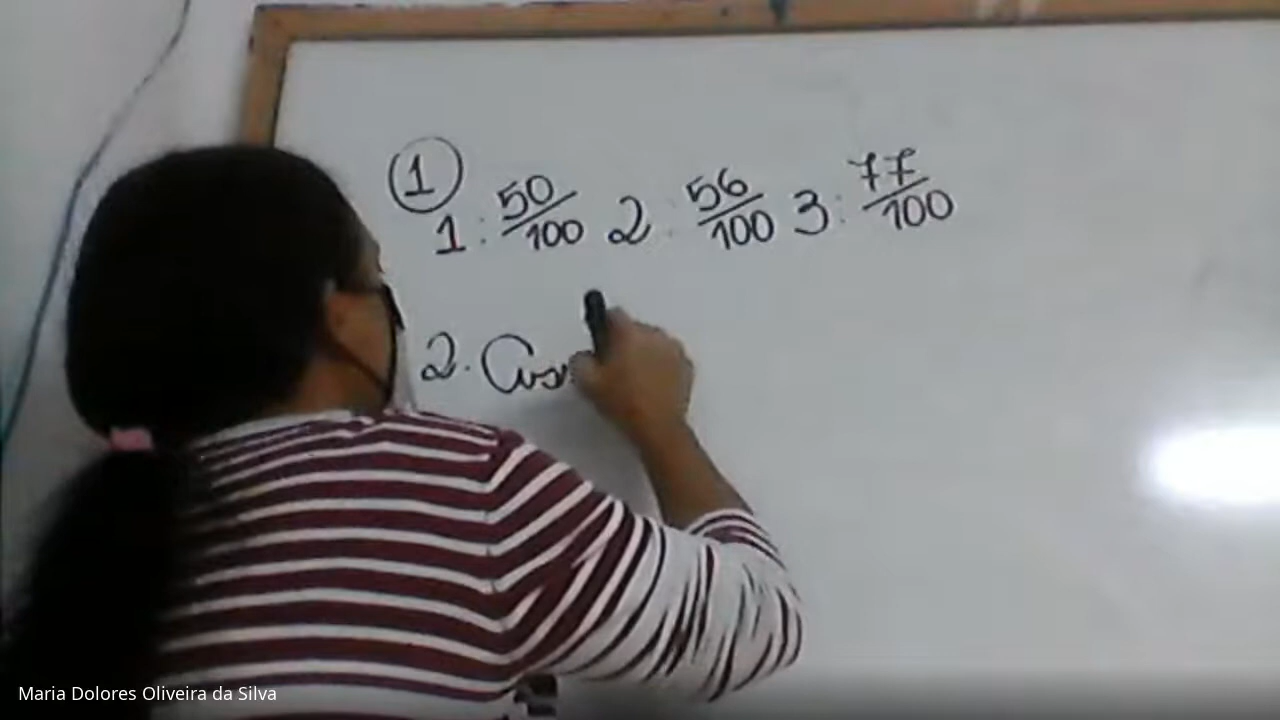 1
1: 50/100 2: 56/100 3: 77/100
2.
Maria Dolores Oliveira da Silva